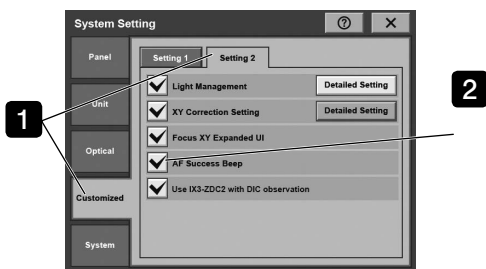 System Setting
?
X
Panel
Setting 1
Setting 2
Light Management
Detailed Setting
Unit
XY Correction Setting
Detailed Setting
Focus XY Expanded UI
Optical
AF Success Beep
Customized
Use IX3-ZDC2 with DIC observation
System
1
2